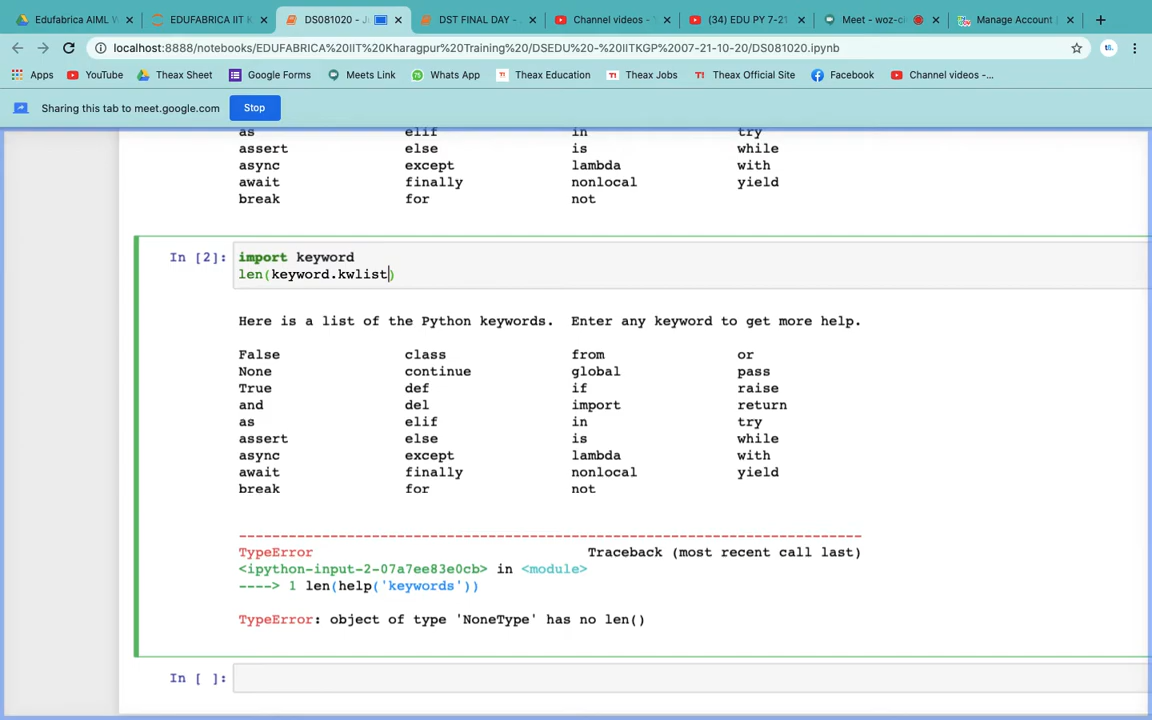 Edufabrica AIML W
EDUFABRICA IIT K
DS081020 - J
DST FINAL DAY -
Channel videos -
(34) EDU PY 7-21
Meet - woz-c
Manage Account
localhost:8888/notebooks/EDUFABRICA%20IIT%20Kharagpur%20Training%20/DSEDU%20-%20IITKGP%2007-21-10-20/DS081020.ipynb
Apps YouTube Theax Sheet Google Forms Meets Link Whats App Theax Education Theax Jobs Theax Official Site Facebook Channel videos -...
Sharing this tab to meet.google.com Stop
as elif in try
assert else is while
async except lambda with
await finally nonlocal yield
break for not
In [2]: import keyword
len(keyword.kwlist)
Here is a list of the Python keywords. Enter any keyword to get more help.
False class from or
None continue global pass
True def if raise
and del import return
as elif in try
assert else is while
async except lambda with
await finally nonlocal yield
break for not
---------------------------------------------------------------------------
TypeError Traceback (most recent call last)
<ipython-input-2-07a7ee83e0cb> in <module>
----> 1 len(help('keywords'))
TypeError: object of type 'NoneType' has no len()
In [ ]: